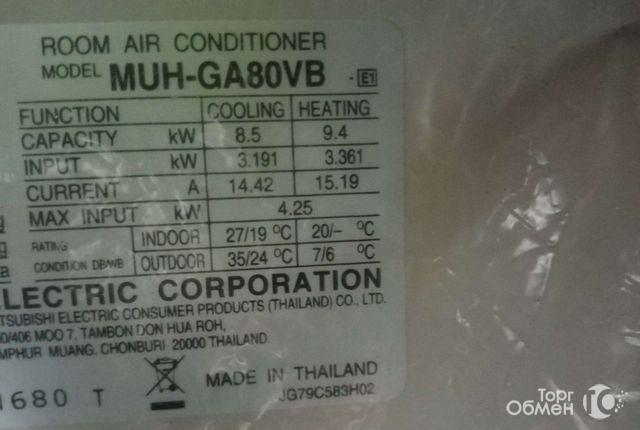 ROOM AIR CONDITIONER
MODEL MUH-GA80VB - E1
FUNCTION COOLING HEATING
CAPACITY kW 8.5 9.4
INPUT kW 3.191 3.361
CURRENT A 14.42 15.19
MAX INPUT kW 4.25
RATING INDOOR 27/19 °C 20/– °C
CONDITION DB/WB OUTDOOR 35/24 °C 7/6 °C
ELECTRIC CORPORATION
TSUBISHI ELECTRIC CONSUMER PRODUCTS (THAILAND) CO., LTD.
0/406 MOO 7, TAMBON DON HUA ROH,
MPHUR MUANG, CHONBURI 20000 THAILAND.
MADE IN THAILAND
1680 T
JG79C583H02
Торг
Обмен